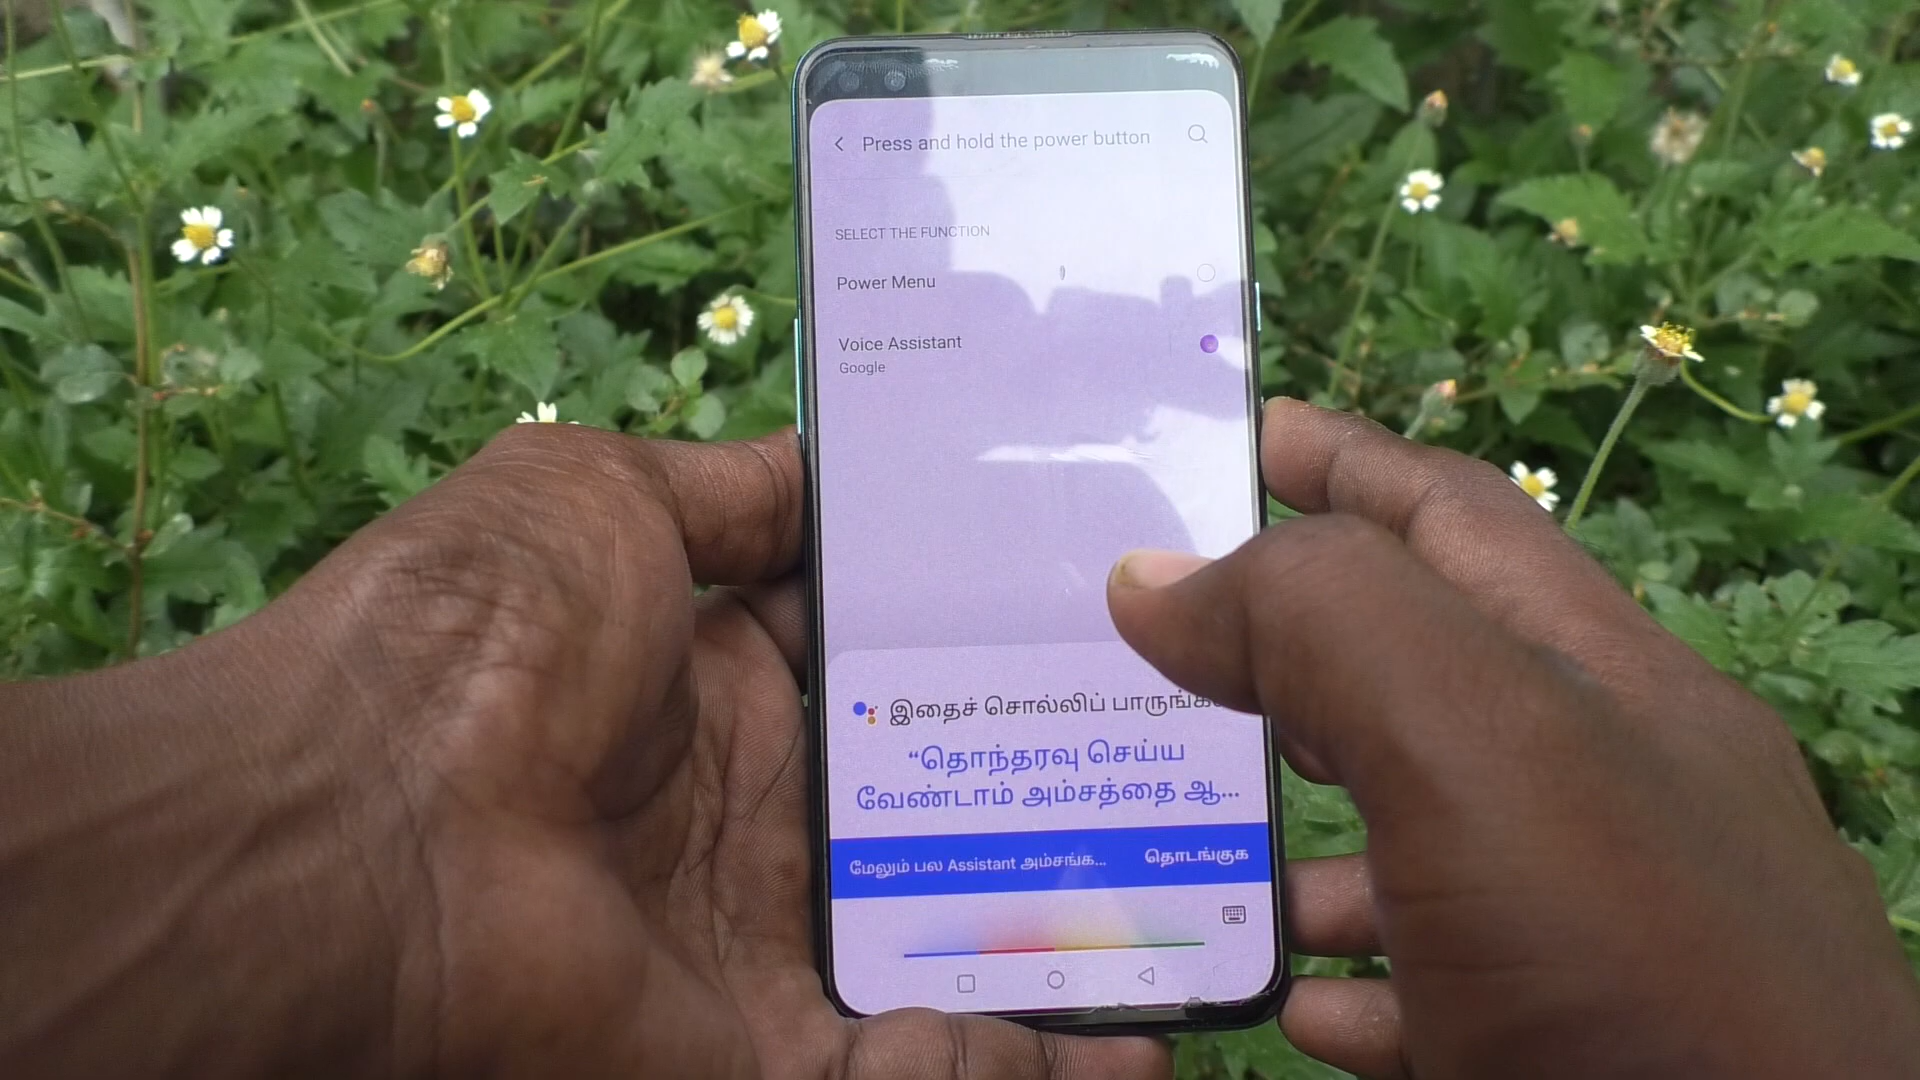 Press and hold the power button
SELECT THE FUNCTION
Power Menu
Voice Assistant
Google
இதைச் சொல்லிப்
“தொந்தரவு செய்ய
வேண்டாம் அம்சத்தை ஆ...
மேலும் பல Assistant அம்சங்க... தொடங்குக